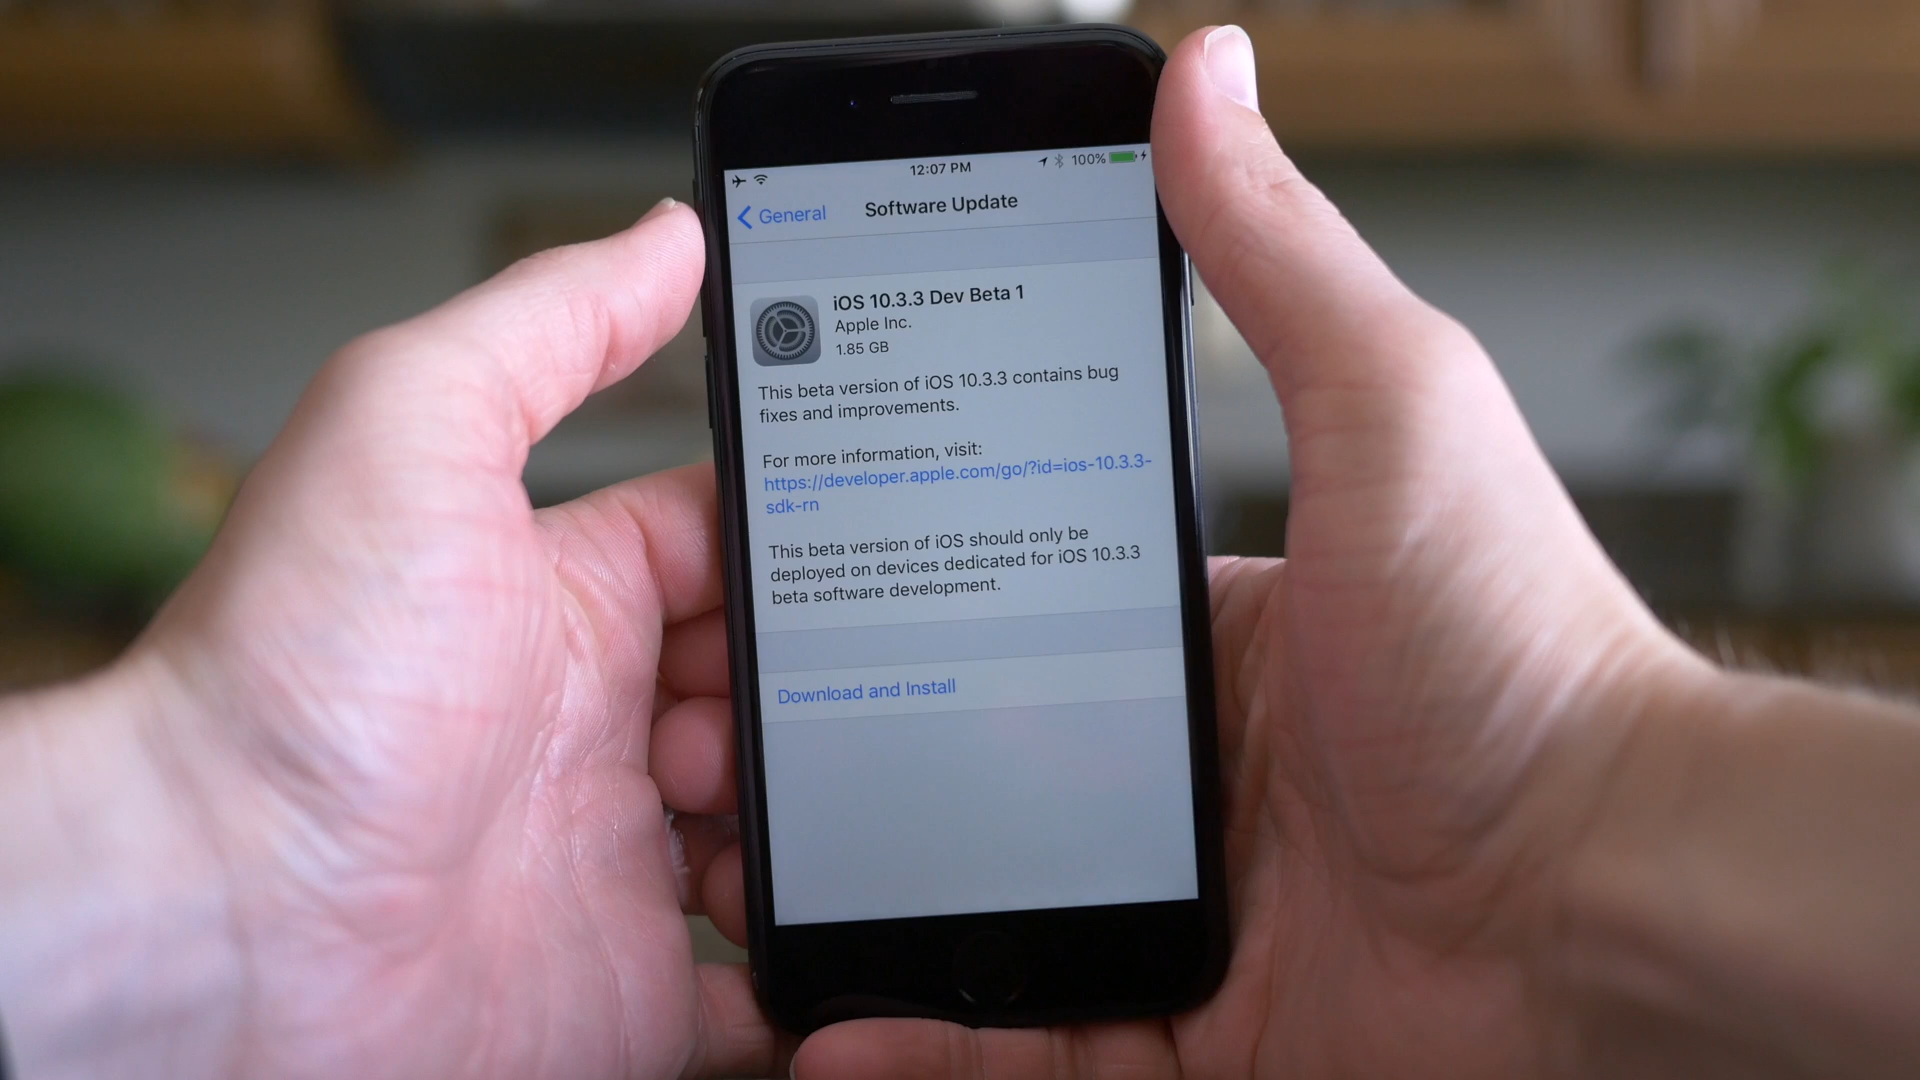 12:07 PM
100%
General
Software Update
iOS 10.3.3 Dev Beta 1
Apple Inc.
1.85 GB
This beta version of iOS 10.3.3 contains bug
fixes and improvements.
For more information, visit:
https://developer.apple.com/go/?id=ios-10.3.3-
sdk-rn
This beta version of iOS should only be
deployed on devices dedicated for iOS 10.3.3
beta software development.
Download and Install